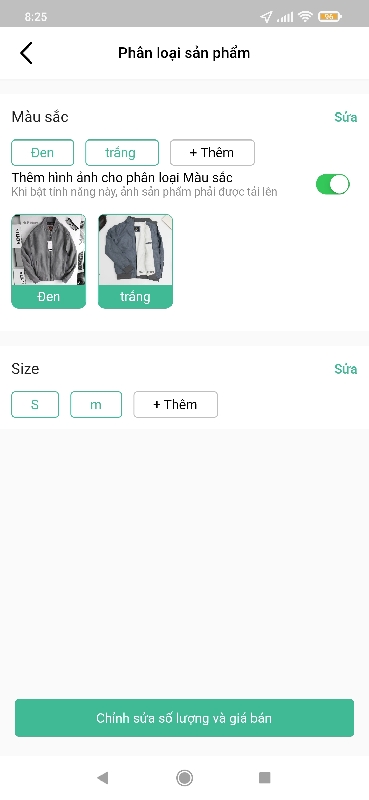 8:25
96
Phân loại sản phẩm
Màu sắc
Sửa
Đen
trắng
+ Thêm
Thêm hình ảnh cho phân loại Màu sắc
Khi bật tính năng này, ảnh sản phẩm phải được tải lên
Đen
trắng
Size
Sửa
S
m
+ Thêm
Chỉnh sửa số lượng và giá bán